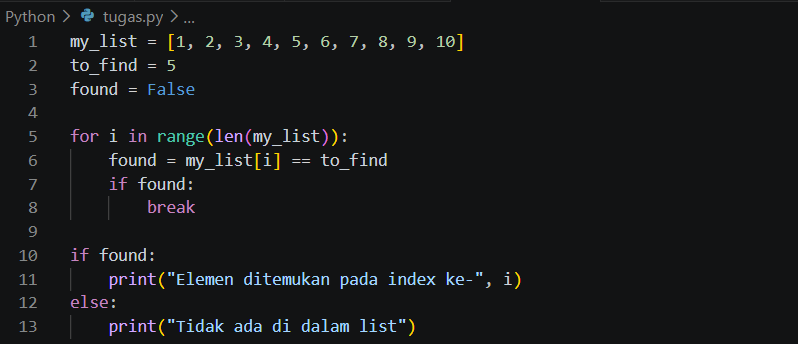 Python > tugas.py > ...
1 my_list = [1, 2, 3, 4, 5, 6, 7, 8, 9, 10]
2 to_find = 5
3 found = False
4
5 for i in range(len(my_list)):
6     found = my_list[i] == to_find
7     if found:
8         break
9
10 if found:
11     print("Elemen ditemukan pada index ke-", i)
12 else:
13     print("Tidak ada di dalam list")